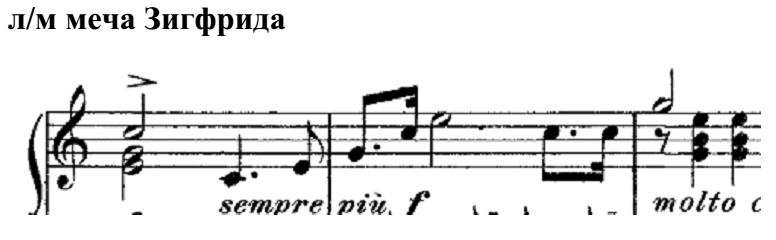 л/м меча Зигфрида
sempre più f
molto c